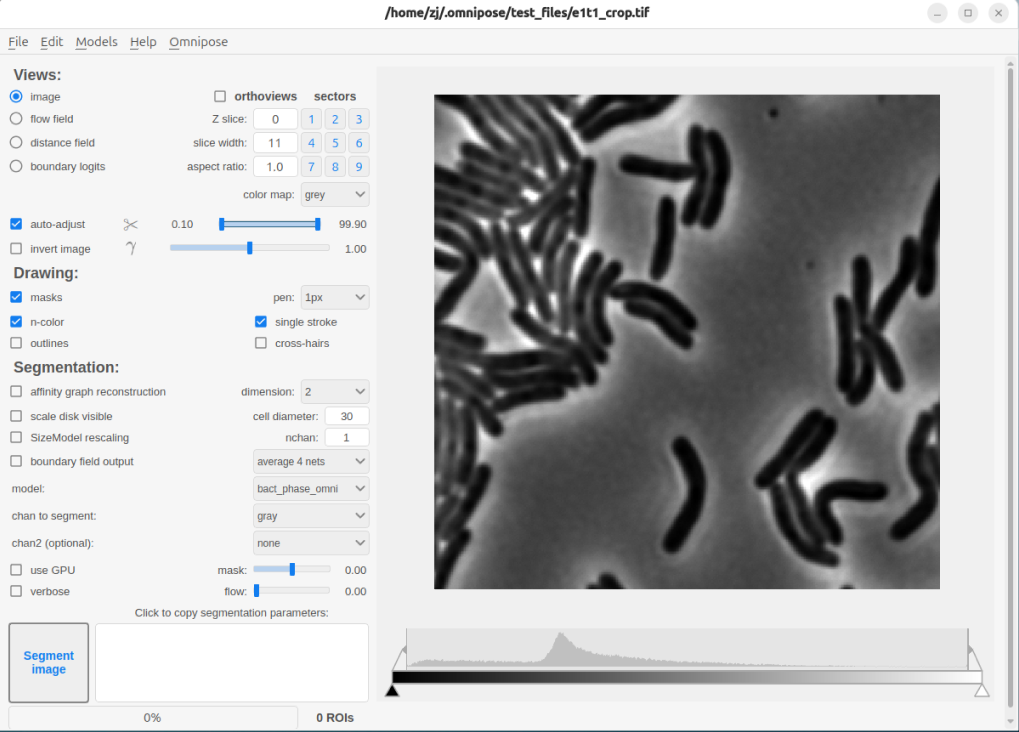 /home/zj/.omnipose/test_files/e1t1_crop.tif
File Edit Models Help Omnipose
Views:
image
orthoviews sectors
flow field
Z slice: 0 1 2 3
distance field
slice width: 11 4 5 6
boundary logits
aspect ratio: 1.0 7 8 9
color map: grey
auto-adjust 0.10 99.90
invert image γ 1.00
Drawing:
masks pen: 1px
n-color single stroke
outlines cross-hairs
Segmentation:
affinity graph reconstruction dimension: 2
scale disk visible cell diameter: 30
SizeModel rescaling nchan: 1
boundary field output average 4 nets
model: bact_phase_omni
chan to segment: gray
chan2 (optional): none
use GPU mask: 0.00
verbose flow: 0.00
Click to copy segmentation parameters:
Segment
image
0% 0 ROIs